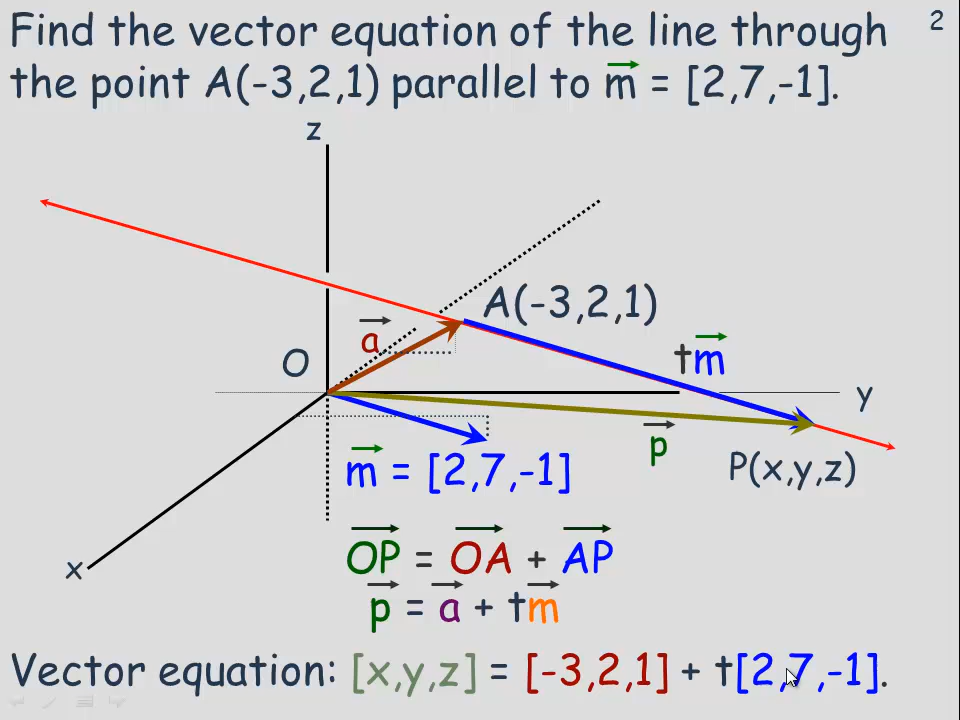 Find the vector equation of the line through
2
the point A(-3,2,1) parallel to m = [2,7,-1].
z
A(-3,2,1)
a
O
tm
y
p
P(x,y,z)
m = [2,7,-1]
OP = OA + AP
x
p = a + tm
Vector equation: [x,y,z] = [-3,2,1] + t[2,7,-1].